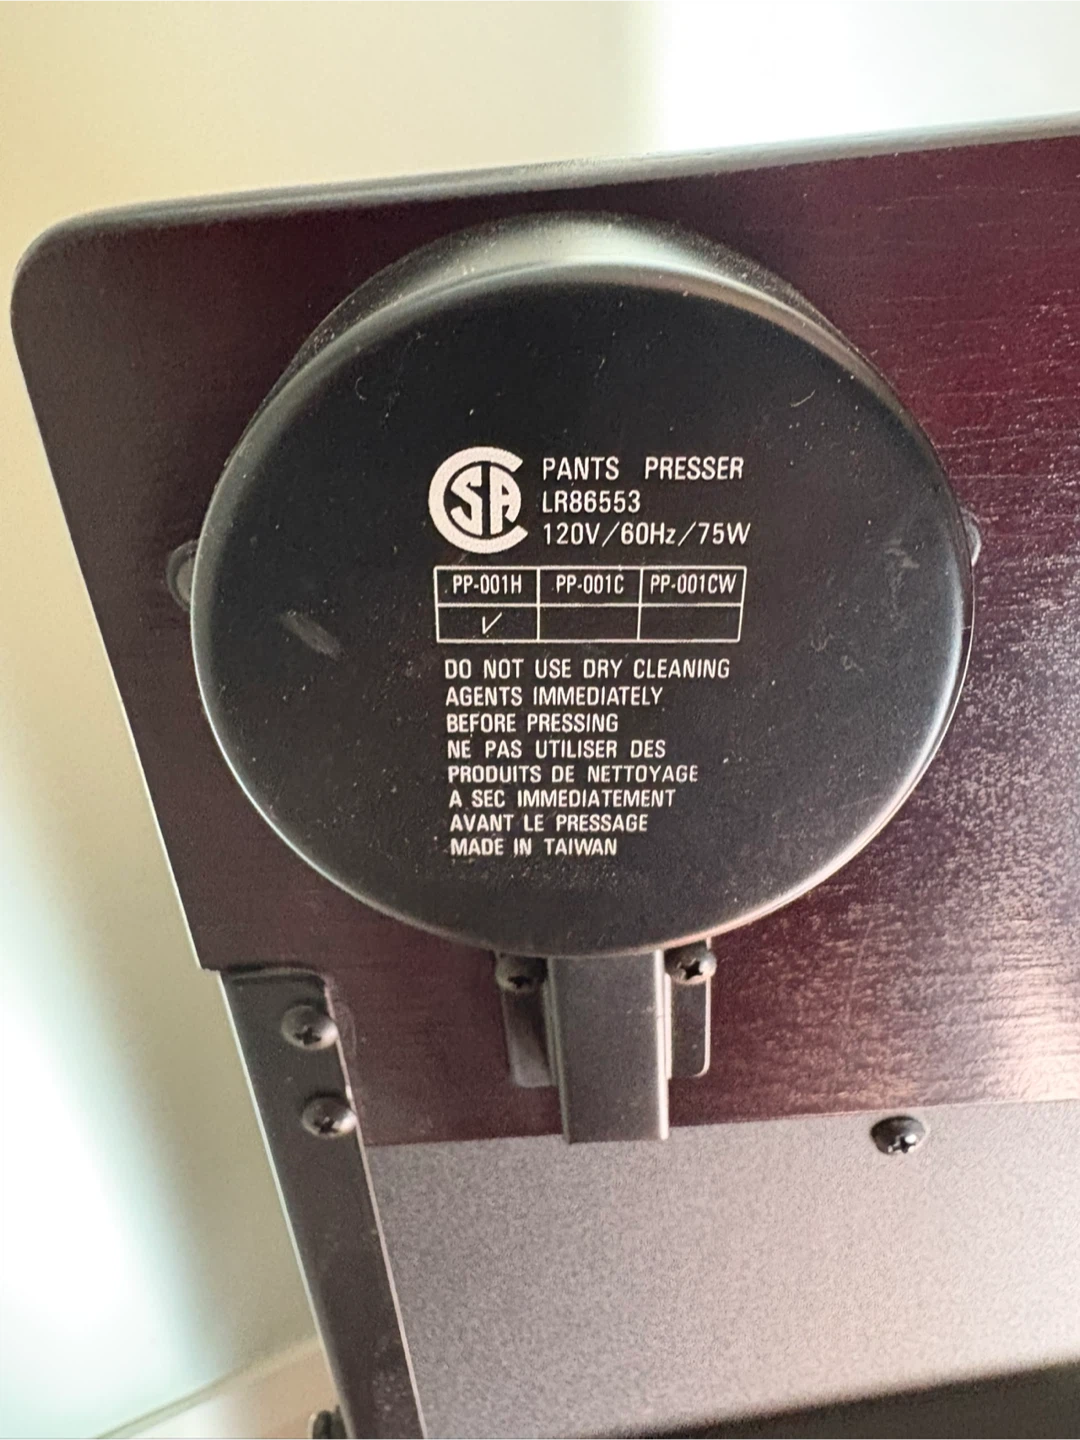 CSA PANTS PRESSER
LR86553
120V/60Hz/75W
PP-001H PP-001C PP-001CW
✓
DO NOT USE DRY CLEANING
AGENTS IMMEDIATELY
BEFORE PRESSING
NE PAS UTILISER DES
PRODUITS DE NETTOYAGE
A SEC IMMEDIATEMENT
AVANT LE PRESSAGE
MADE IN TAIWAN